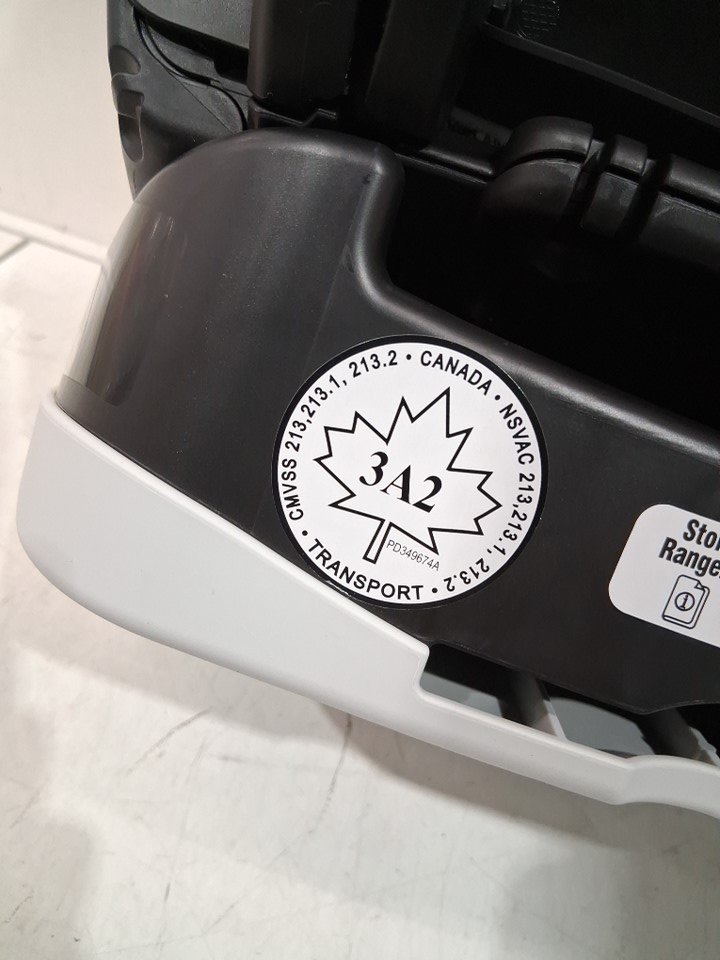 CMVSS 213,213.1, 213.2 • CANADA • NSVAC 213,213.1, 213.2 • TRANSPORT •
3A2
PD349674A